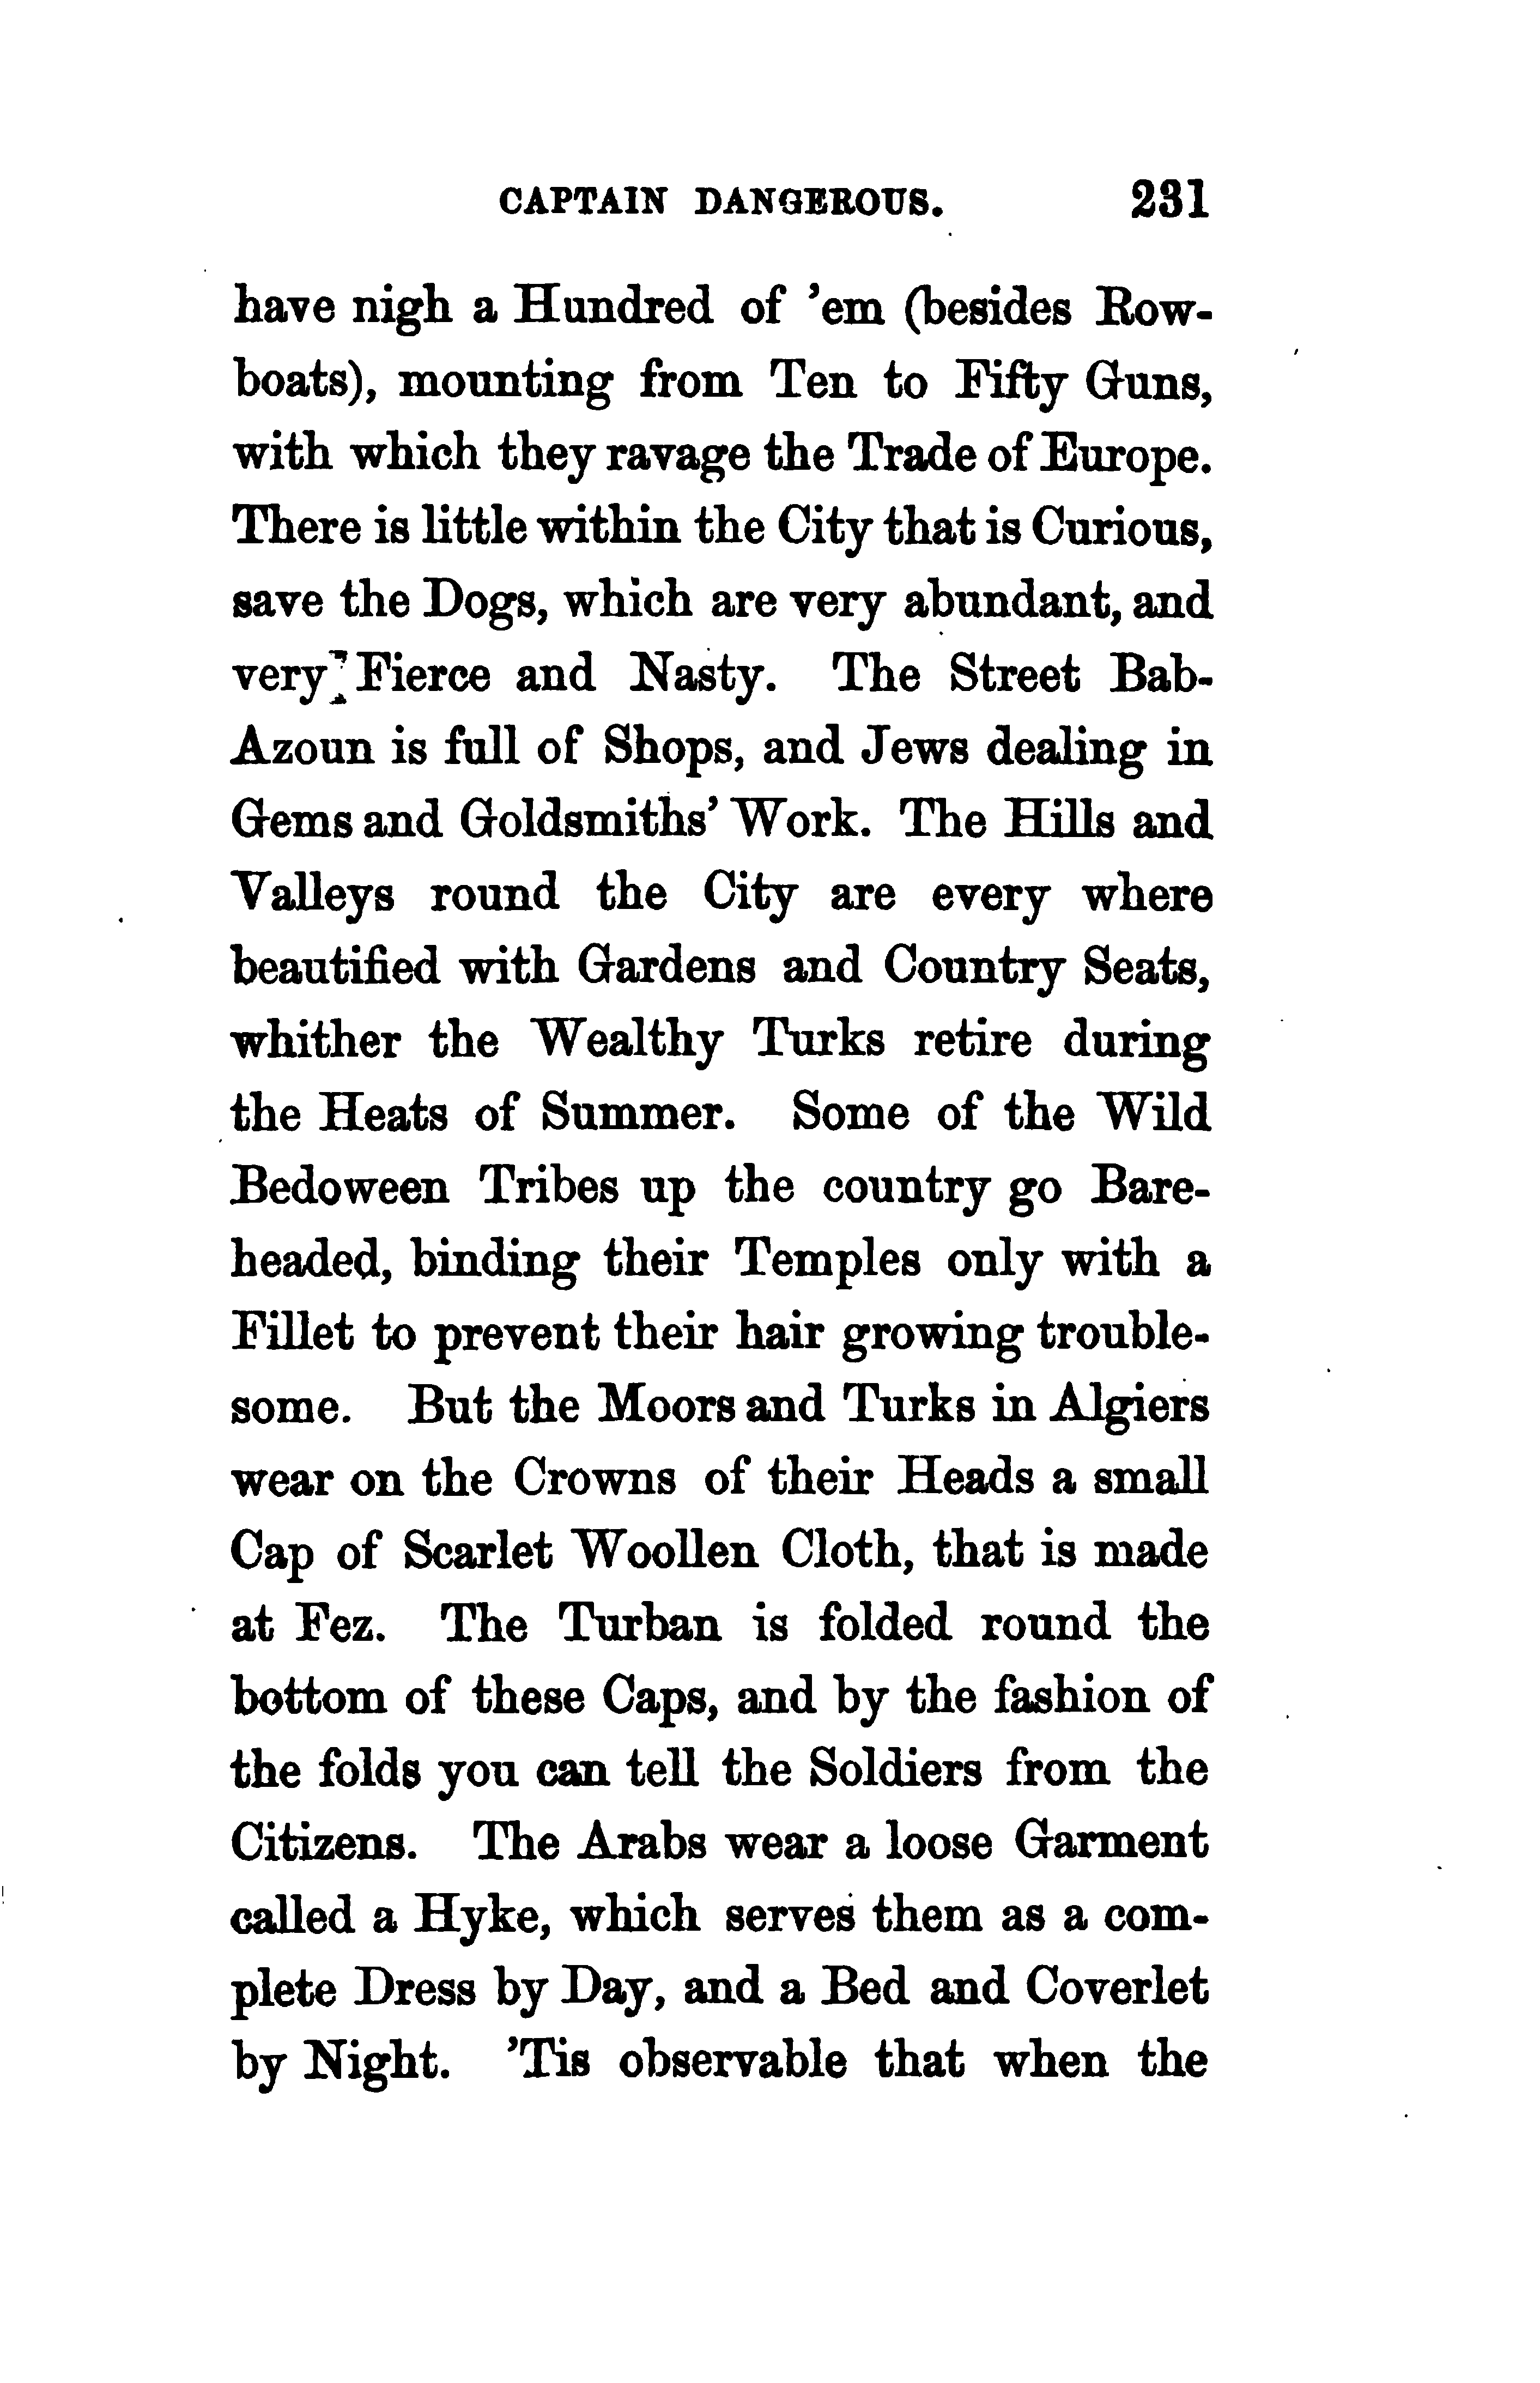 CAPTAIN DANGEROUS. 231
have nigh a Hundred of ’em (besides Row-
boats), mounting from Ten to Fifty Guns,
with which they ravage the Trade of Europe.
There is little within the City that is Curious,
save the Dogs, which are very abundant, and
very Fierce and Nasty. The Street Bab-
Azoun is full of Shops, and Jews dealing in
Gems and Goldsmiths’ Work. The Hills and
Valleys round the City are every where
beautified with Gardens and Country Seats,
whither the Wealthy Turks retire during
the Heats of Summer. Some of the Wild
Bedoween Tribes up the country go Bare-
headed, binding their Temples only with a
Fillet to prevent their hair growing trouble-
some. But the Moors and Turks in Algiers
wear on the Crowns of their Heads a small
Cap of Scarlet Woollen Cloth, that is made
at Fez. The Turban is folded round the
bottom of these Caps, and by the fashion of
the folds you can tell the Soldiers from the
Citizens. The Arabs wear a loose Garment
called a Hyke, which serves them as a com-
plete Dress by Day, and a Bed and Coverlet
by Night. ’Tis observable that when the